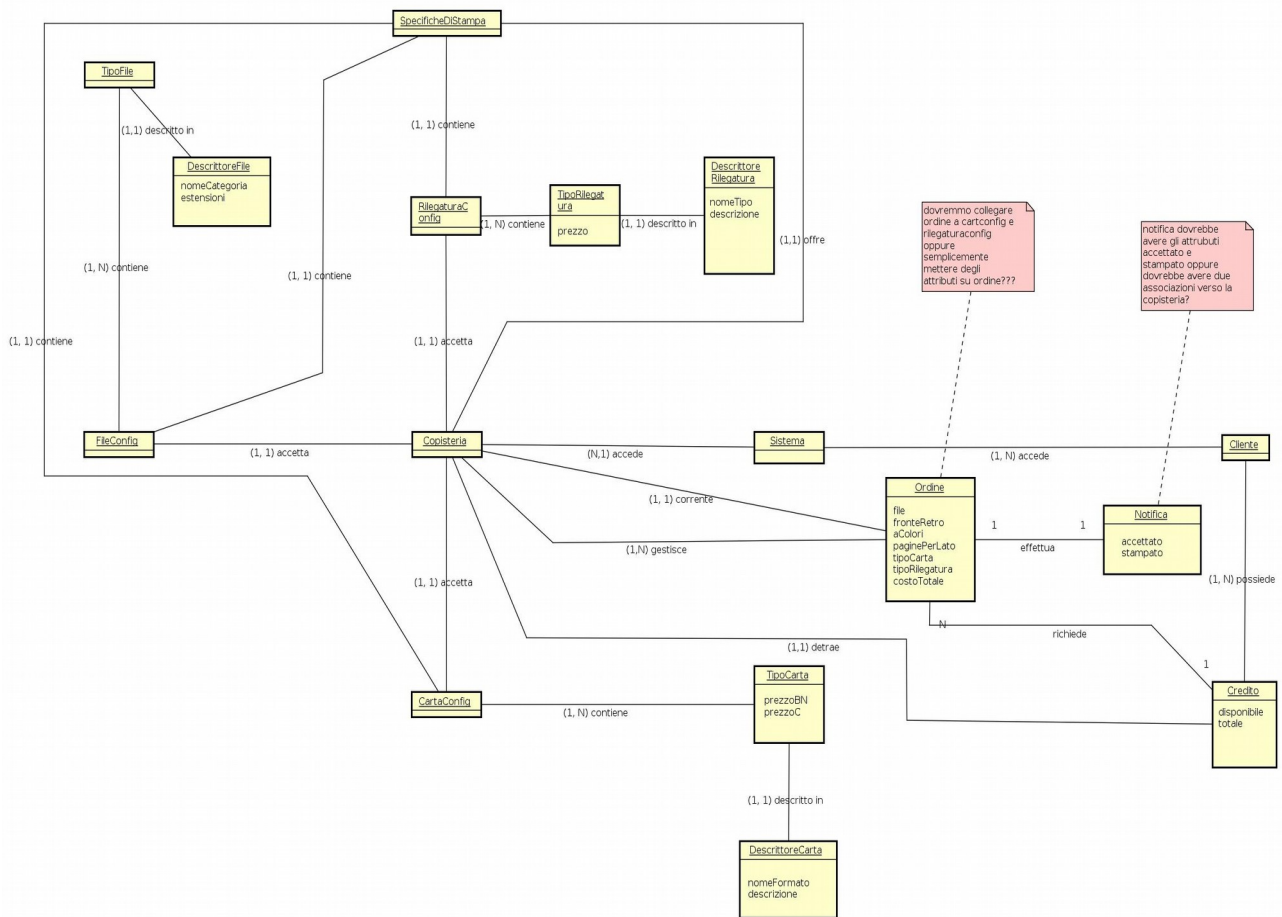 SpecificheDiStampa
TipoFile
(1,1) descritto in
DescrittoreFile
nomeCategoria
estensioni
(1, 1) contiene
RilegaturaC
onfig
(1, N) contiene
TipoRilegat
ura
prezzo
(1, 1) descritto in
Descrittore
Rilegatura
nomeTipo
descrizione
(1,1) offre
dovremmo collegare
ordine a cartconfig e
rilegaturaconfig
oppure
semplicemente
mettere degli
attributi su ordine???
notifica dovrebbe
avere gli attrubuti
accettato e
stampato oppure
dovrebbe avere due
associazioni verso la
copisteria?
(1, N) contiene
(1, 1) contiene
(1, 1) contiene
(1, 1) accetta
FileConfig
(1, 1) accetta
Copisteria
(N,1) accede
Sistema
(1, N) accede
Cliente
(1, 1) corrente
(1,N) gestisce
Ordine
file
fronteRetro
aColori
paginePerLato
tipoCarta
tipoRilegatura
costoTotale
1
effettua
1
Notifica
accettato
stampato
(1, N) possiede
(1, 1) accetta
N
richiede
1
(1,1) detrae
CartaConfig
(1, N) contiene
TipoCarta
prezzoBN
prezzoC
Credito
disponibile
totale
(1, 1) descritto in
DescrittoreCarta
nomeFormato
descrizione